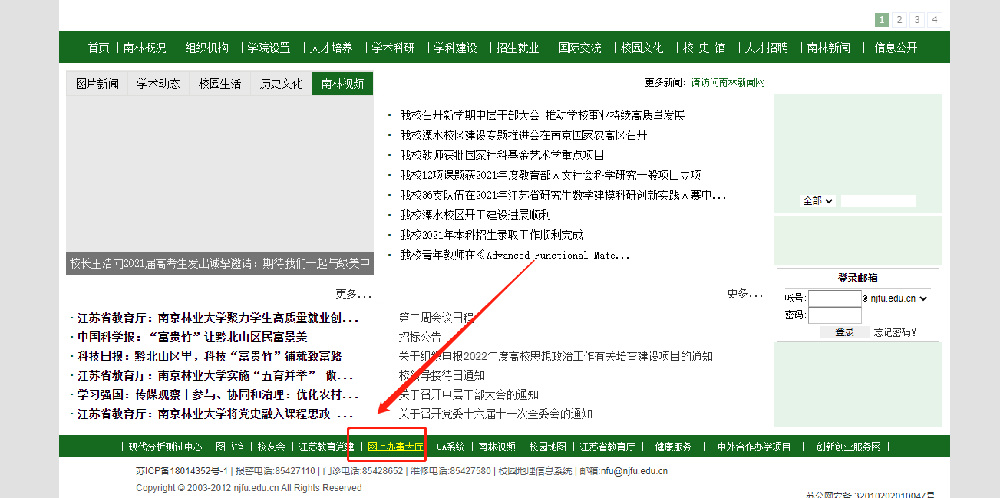 1 2 3 4
首页 | 南林概况 | 组织机构 | 学院设置 | 人才培养 | 学术科研 | 学科建设 | 招生就业 | 国际交流 | 校园文化 | 校 史 馆 | 人才招聘 | 南林新闻 | 信息公开
图片新闻 学术动态 校园生活 历史文化 南林视频
校长王浩向2021届高考生发出诚挚邀请：期待我们一起与绿美中
更多...
· 江苏省教育厅：南京林业大学聚力学生高质量就业创...
· 中国科学报：“富贵竹”让黔北山区民富景美
· 科技日报：黔北山区里，科技“富贵竹”铺就致富路
· 江苏省教育厅：南京林业大学实施“五育并举” 做...
· 学习强国：传媒观察丨参与、协同和治理：优化农村...
· 江苏省教育厅：南京林业大学将党史融入课程思政 ...
更多新闻：请访问南林新闻网
· 我校召开新学期中层干部大会 推动学校事业持续高质量发展
· 我校溧水校区建设专题推进会在南京国家农高区召开
· 我校教师获批国家社科基金艺术学重点项目
· 我校12项课题获2021年度教育部人文社会科学研究一般项目立项
· 我校36支队伍在2021年江苏省研究生数学建模科研创新实践大赛中...
· 我校溧水校区开工建设进展顺利
· 我校2021年本科招生录取工作顺利完成
· 我校青年教师在《Advanced Functional Mate...
更多...
第二周会议日程
招标公告
关于组织申报2022年度高校思想政治工作有关培育建设项目的通知
校领导接待日通知
关于召开中层干部大会的通知
关于召开党委十六届十一次全委会的通知
全部
登录邮箱
帐号: @ njfu.edu.cn
密码:
登录 忘记密码?
| 现代分析测试中心 | 图书馆 | 校友会 | 江苏教育党建 | 网上办事大厅 | OA系统 | 南林视频 | 校园地图 | 江苏省教育厅 | 健康服务 | 中外合作办学项目 | 创新创业服务网 |
苏ICP备18014352号-1 | 报警电话:85427110 | 门诊电话:85428652 | 维修电话:85427580 | 校园地理信息系统 | 邮箱:nfu@njfu.edu.cn
Copyright © 2003-2012 njfu.edu.cn All Rights Reserved
苏公网安备 32010202010047号